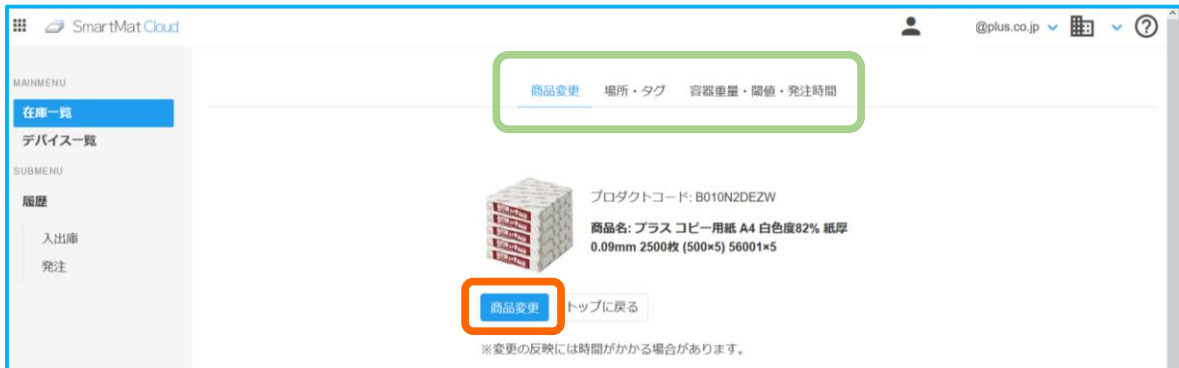 SmartMat Cloud
@plus.co.jp
MAINMENU
在庫一覧
デバイス一覧
SUBMENU
履歴
入出庫
発注
商品変更 場所・タグ 容器重量・閾値・発注時間
プロダクトコード: B010N2DEZW
商品名: プラス コピー用紙 A4 白色度82% 紙厚
0.09mm 2500枚 (500×5) 56001×5
商品変更 トップに戻る
※変更の反映には時間がかかる場合があります。